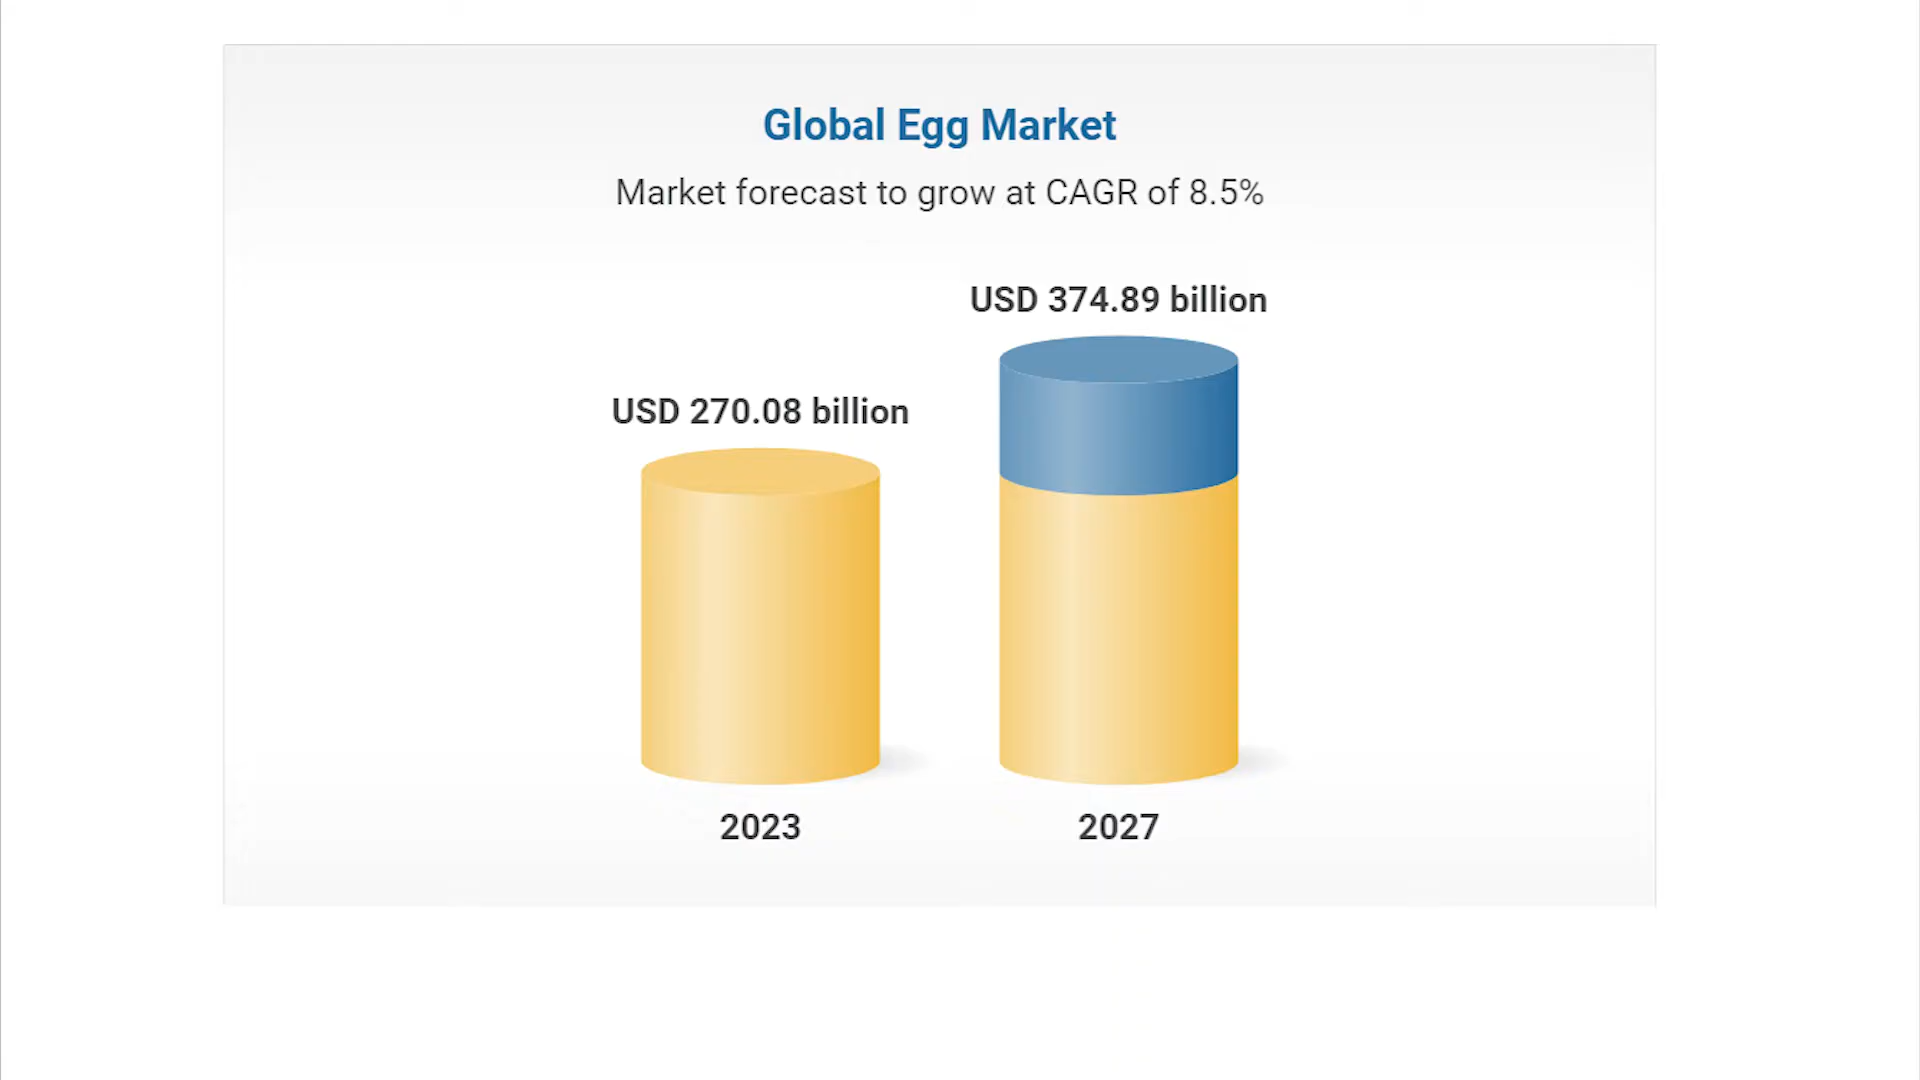 Global Egg Market
Market forecast to grow at CAGR of 8.5%
USD 374.89 billion
USD 270.08 billion
2023
2027